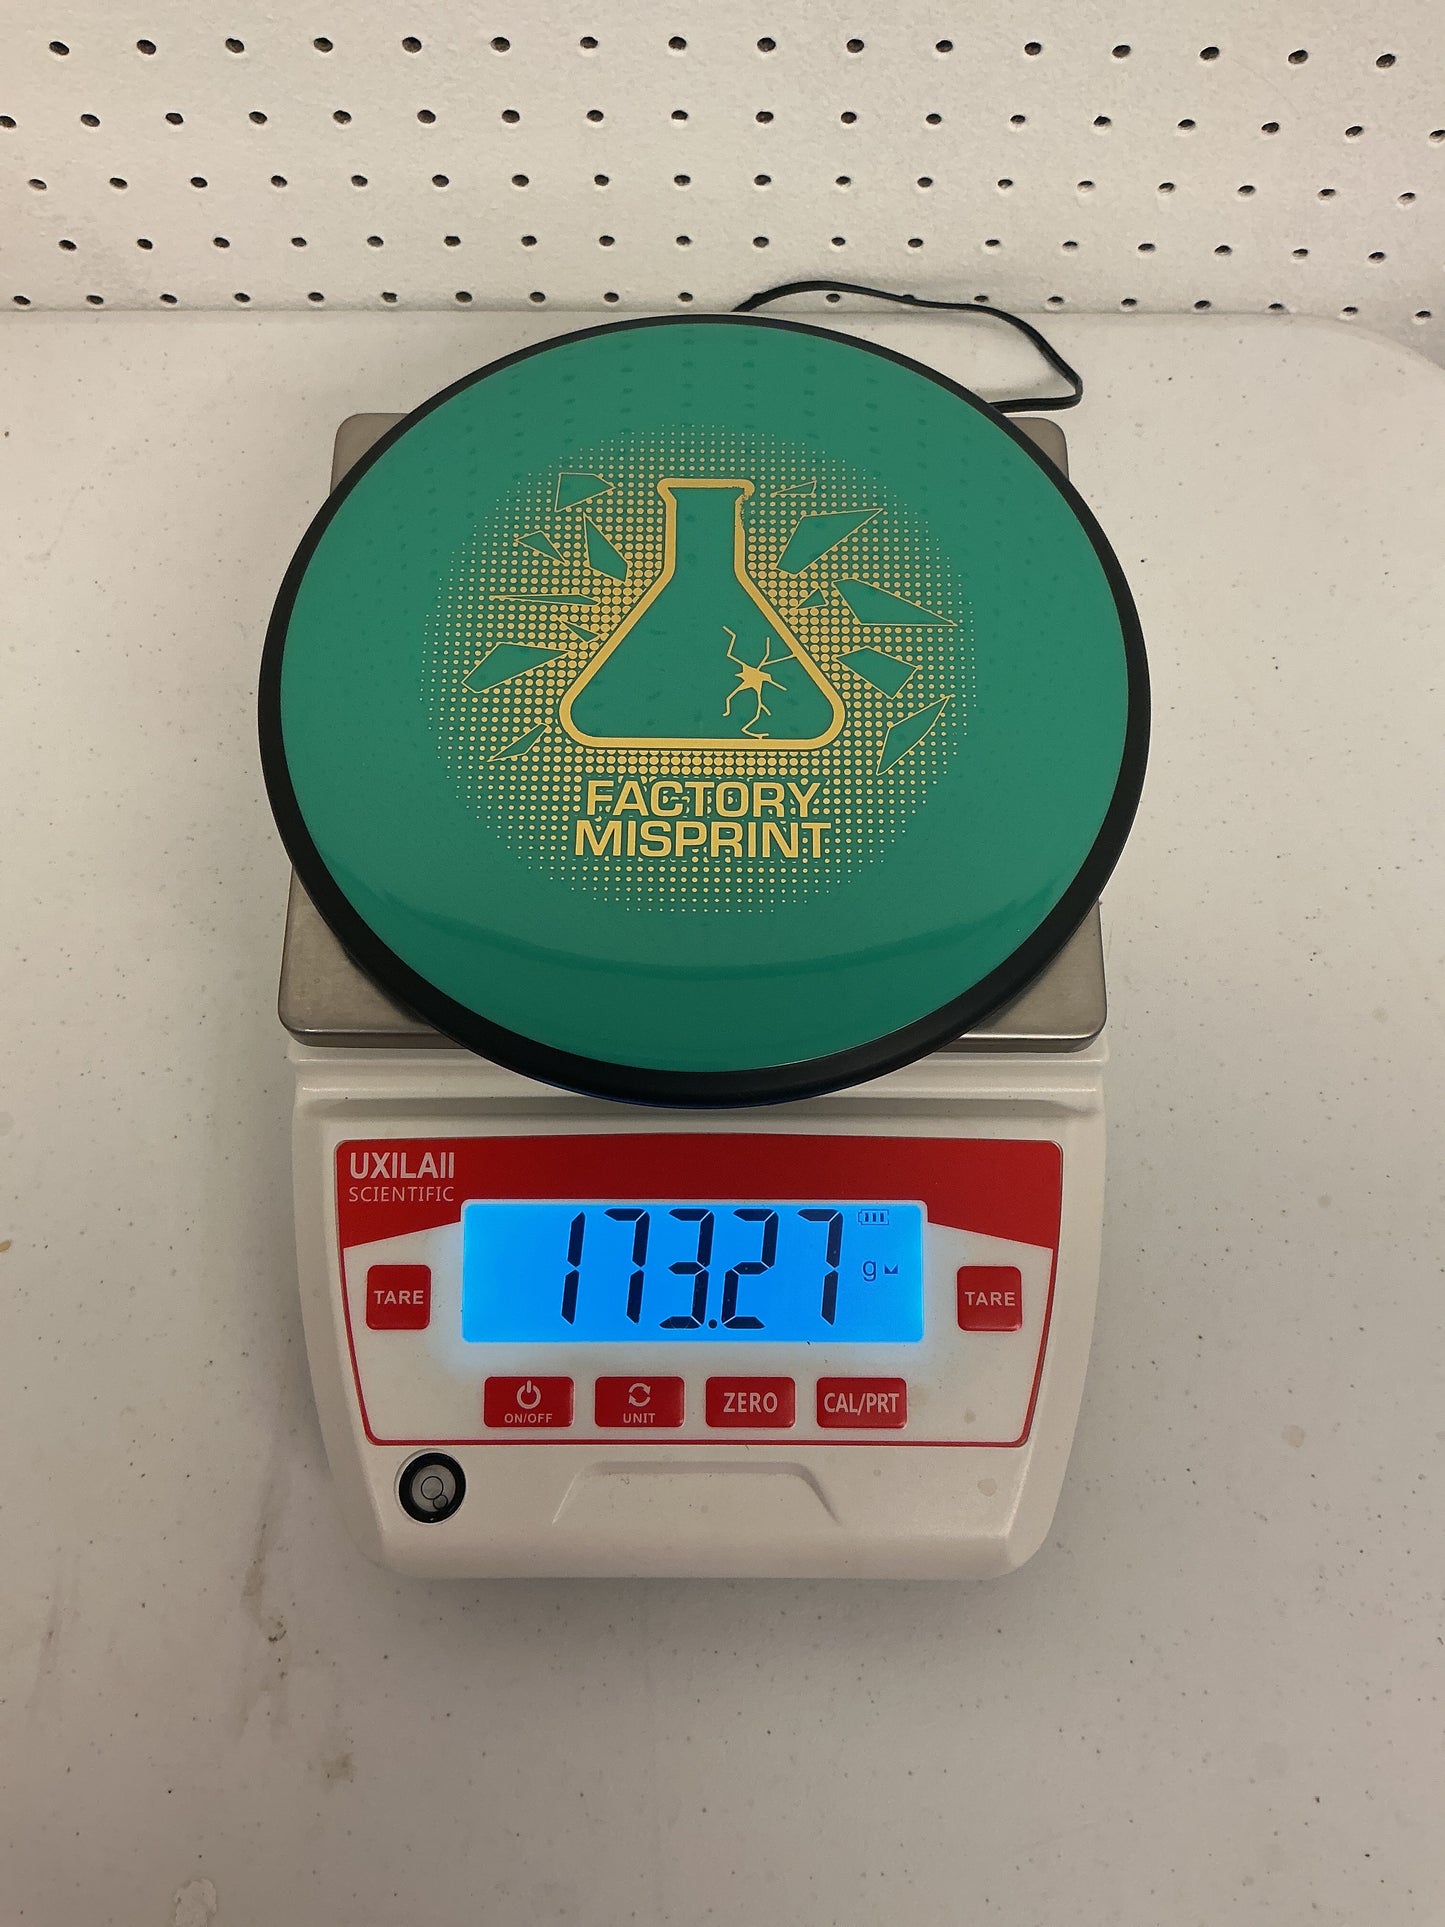 FACTORY
MISPRINT
UXILAII
SCIENTIFIC
173.27 g
TARE
TARE
ON/OFF
UNIT
ZERO
CAL/PRT